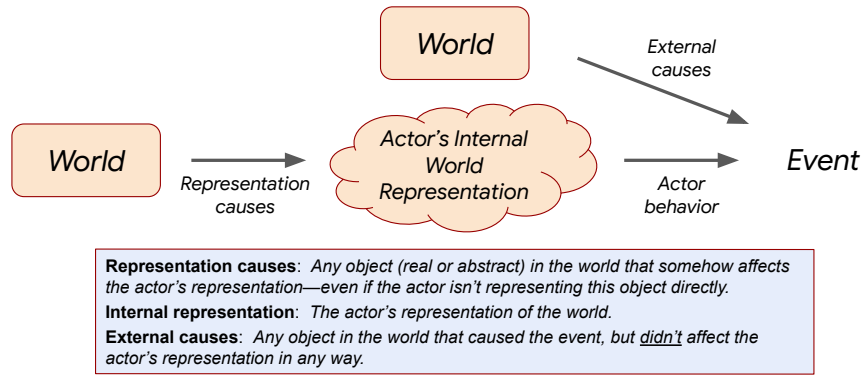 World
External
causes
World
Representation
causes
Actor's Internal
World
Representation
Actor
behavior
Event
Representation causes: Any object (real or abstract) in the world that somehow affects
the actor's representation—even if the actor isn't representing this object directly.
Internal representation: The actor's representation of the world.
External causes: Any object in the world that caused the event, but didn't affect the
actor's representation in any way.